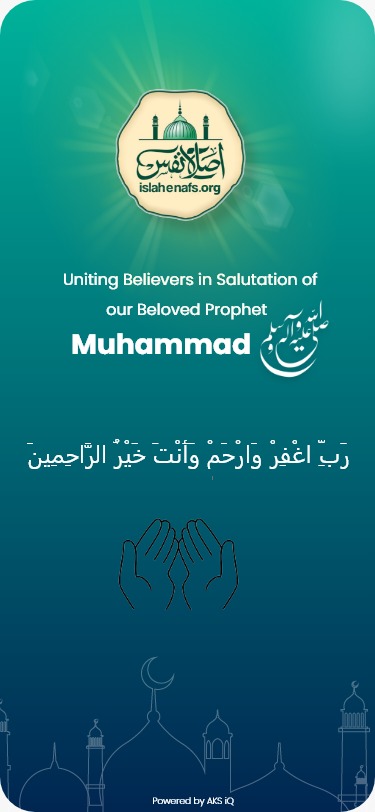 اصلاح نفس
islahenafs.org
Uniting Believers in Salutation of
our Beloved Prophet
Muhammad صلى الله عليه وآله وسلم
رَبِّ اغْفِرْ وَارْحَمْ وَأَنْتَ خَيْرُ الرَّاحِمِينَ
Powered by AKS iQ